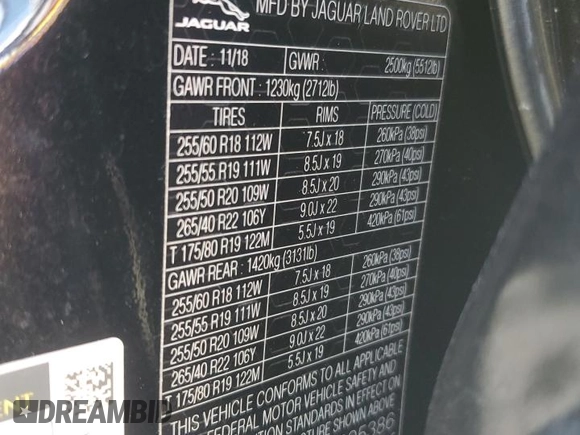 MFD BY JAGUAR LAND ROVER LTD
JAGUAR
DATE : 11/18 GVWR : 2500kg (5512lb)
GAWR FRONT : 1230kg (2712lb)
TIRES RIMS PRESSURE (COLD)
255/60 R18 112W 7.5J x 18 260kPa (38psi)
255/55 R19 111W 8.5J x 19 270kPa (40psi)
255/50 R20 109W 8.5J x 20 290kPa (43psi)
265/40 R22 106Y 9.0J x 22 290kPa (43psi)
T 175/80 R19 122M 5.5J x 19 420kPa (61psi)
GAWR REAR : 1420kg (3131lb)
255/60 R18 112W 7.5J x 18 260kPa (38psi)
255/55 R19 111W 8.5J x 19 270kPa (40psi)
255/50 R20 109W 8.5J x 20 290kPa (43psi)
265/40 R22 106Y 9.0J x 22 290kPa (43psi)
T 175/80 R19 122M 5.5J x 19 420kPa (61psi)
THIS VEHICLE CONFORMS TO ALL APPLICABLE
FEDERAL MOTOR VEHICLE SAFETY AND
STANDARDS IN EFFECT ON
MANUFACTURE SHOWN ABOVE
5386
DREAMBID